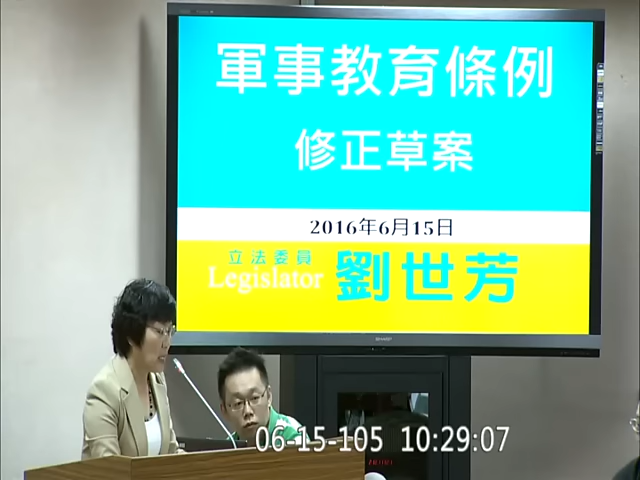 軍事教育條例
修正草案
2016年6月15日
立法委員
Legislator
劉世芳
SHARP
06-15-105 10:29:07